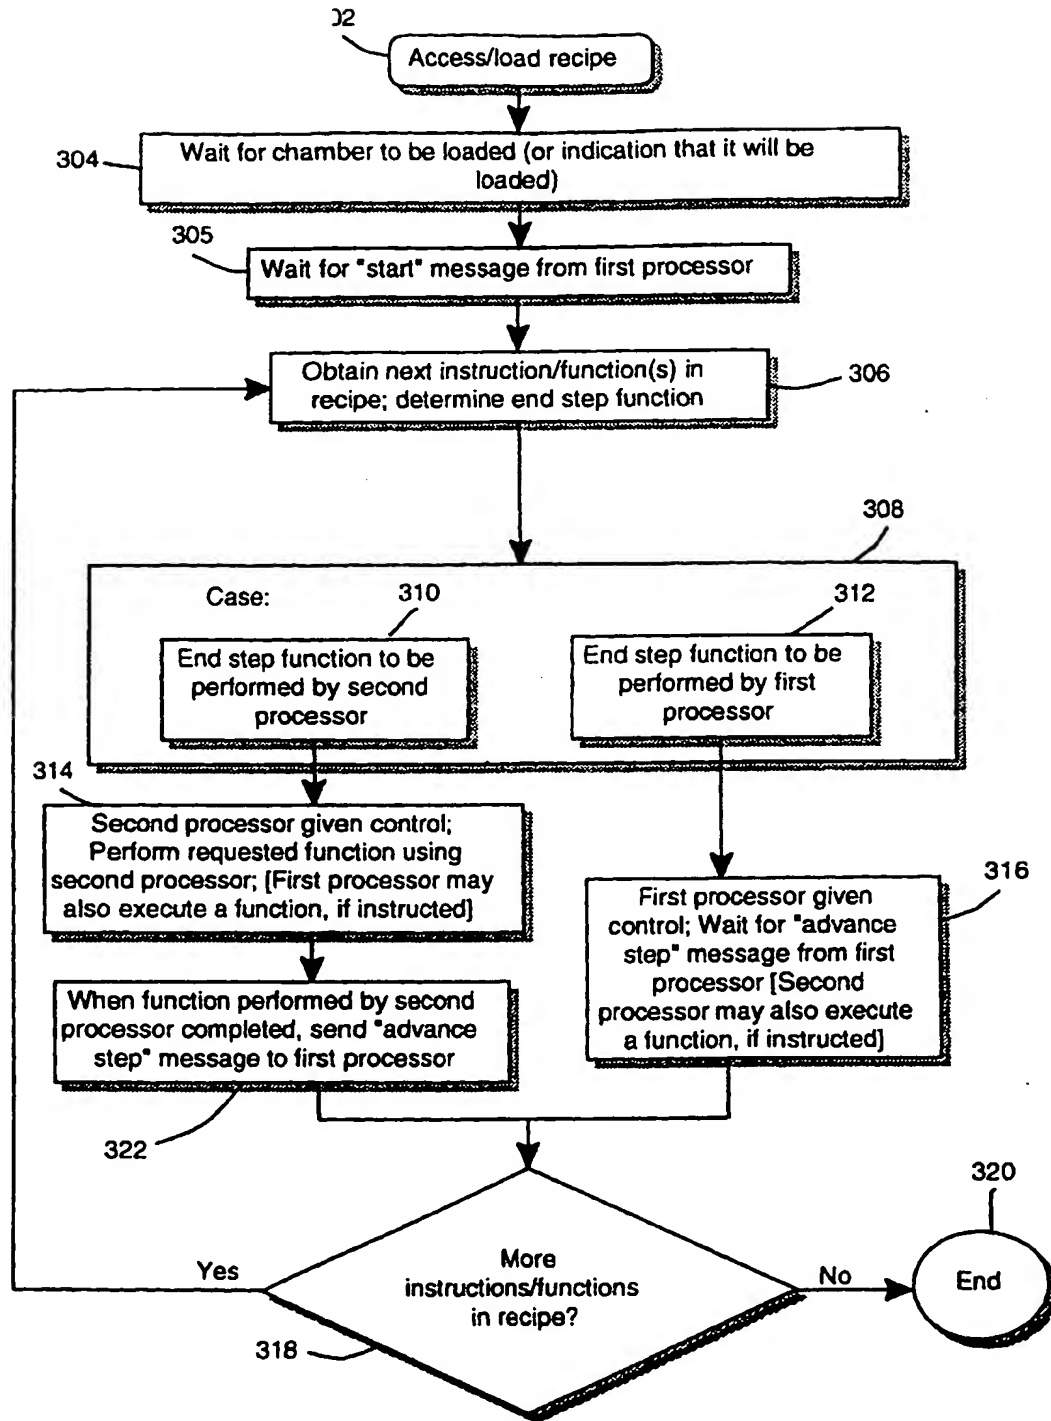 02
Access/load recipe
304
Wait for chamber to be loaded (or indication that it will be
loaded)
305
Wait for "start" message from first processor
Obtain next instruction/function(s) in
recipe; determine end step function
306
308
Case:
310
312
End step function to be
performed by second
processor
End step function to be
performed by first
processor
314
Second processor given control;
Perform requested function using
second processor; [First processor may
also execute a function, if instructed]
First processor given
control; Wait for "advance
step" message from first
processor [Second
processor may also execute
a function, if instructed]
316
When function performed by second
processor completed, send "advance
step" message to first processor
322
More
instructions/functions
in recipe?
Yes
No
318
320
End